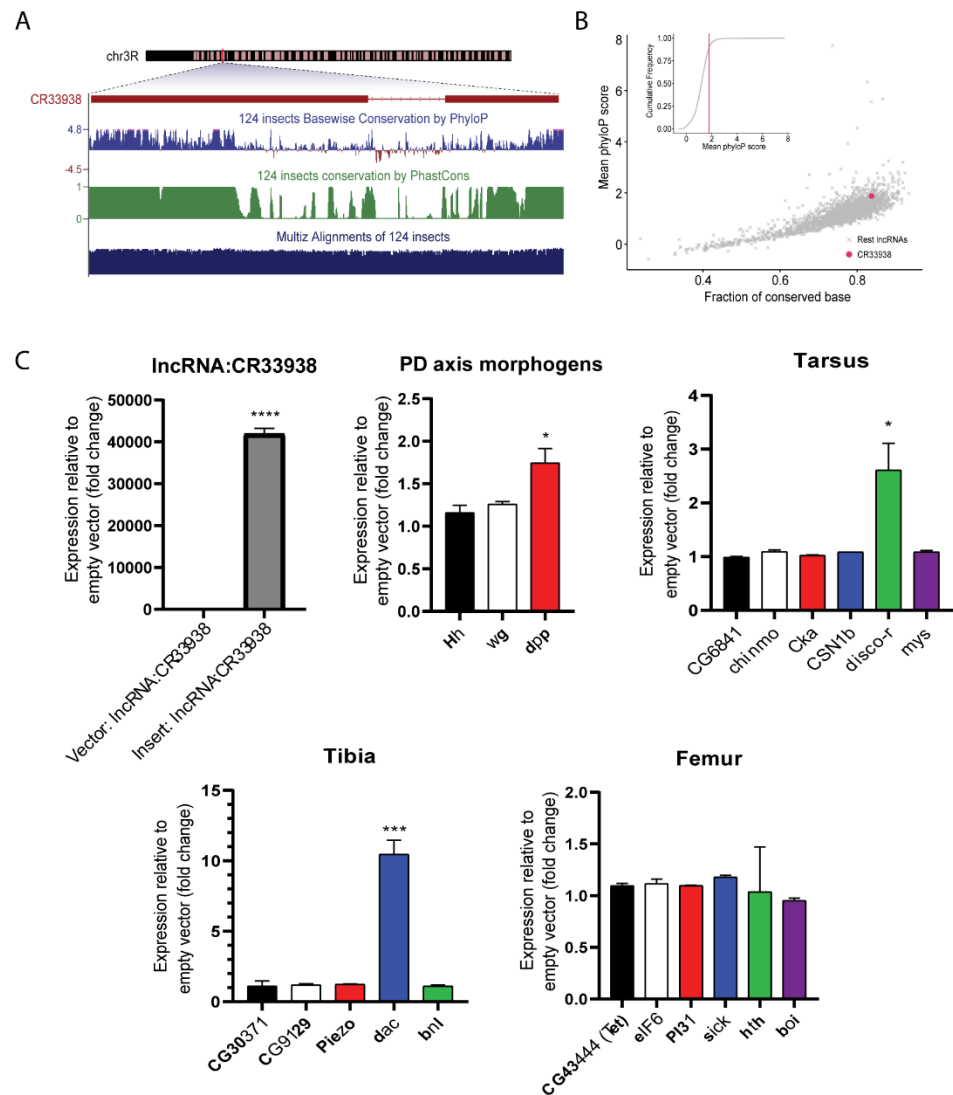 A
chr3R
CR33938
124 insects Basewise Conservation by PhyloP
4.8
-4.5
124 insects conservation by PhastCons
1
0
Multiz Alignments of 124 insects
B
Mean phyloP score
8
6
4
2
0
0.4
0.6
0.8
Fraction of conserved base
Cumulative Frequency
1.00
0.75
0.50
0.25
0.00
0
2
4
6
8
Mean phyloP score
Rest lncRNAs
CR33938
C
lncRNA:CR33938
Expression relative to
empty vector (fold change)
50000
40000
30000
20000
10000
0
****
Vector: lncRNA:CR33938
Insert: lncRNA:CR33938
PD axis morphogens
Expression relative to
empty vector (fold change)
2.5
2.0
1.5
1.0
0.5
0.0
*
Hh
wg
dpp
Tarsus
Expression relative to
empty vector (fold change)
4
3
2
1
0
*
CG6841
chinmo
Cka
CSN1b
disco-r
mys
Tibia
Expression relative to
empty vector (fold change)
15
10
5
0
***
CG30371
CG9129
Piezo
dac
bnl
Femur
Expression relative to
empty vector (fold change)
2.0
1.5
1.0
0.5
0.0
CG43444 (Tet)
eIF6
PI31
sick
hth
boi